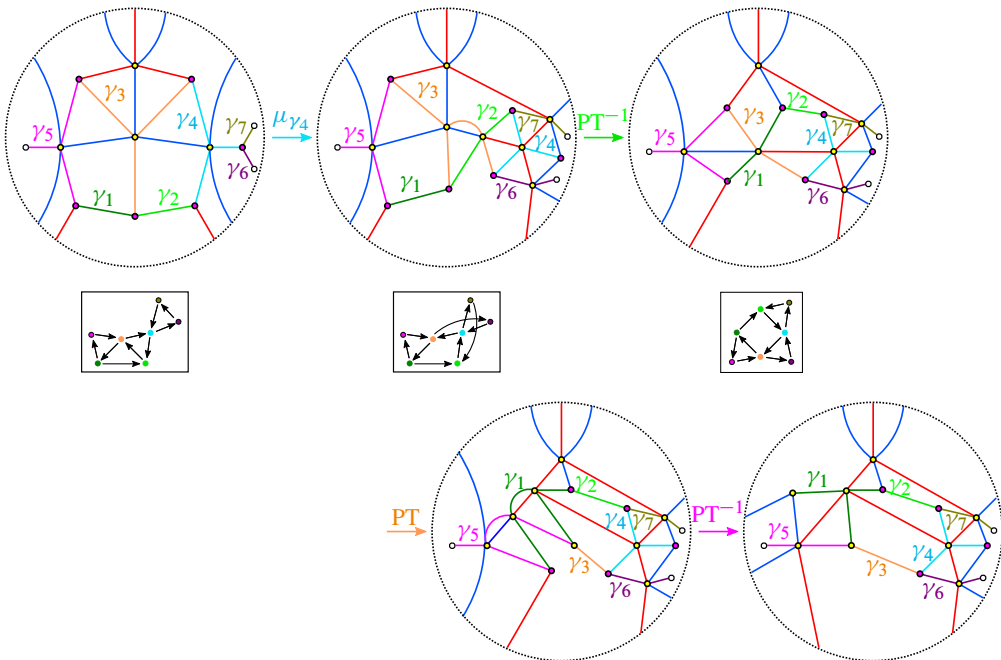 γ₃ γ₄ γ₅ γ₇ γ₆ γ₁ γ₂
μ_γ₄
γ₂ γ₇ γ₅ γ₄ γ₁ γ₆
PT⁻¹
γ₂ γ₃ γ₇ γ₄ γ₅ γ₁ γ₆
PT
γ₁ γ₂ γ₄ γ₇ γ₅ γ₃ γ₆
PT⁻¹
γ₁ γ₂ γ₇ γ₅ γ₄ γ₃ γ₆